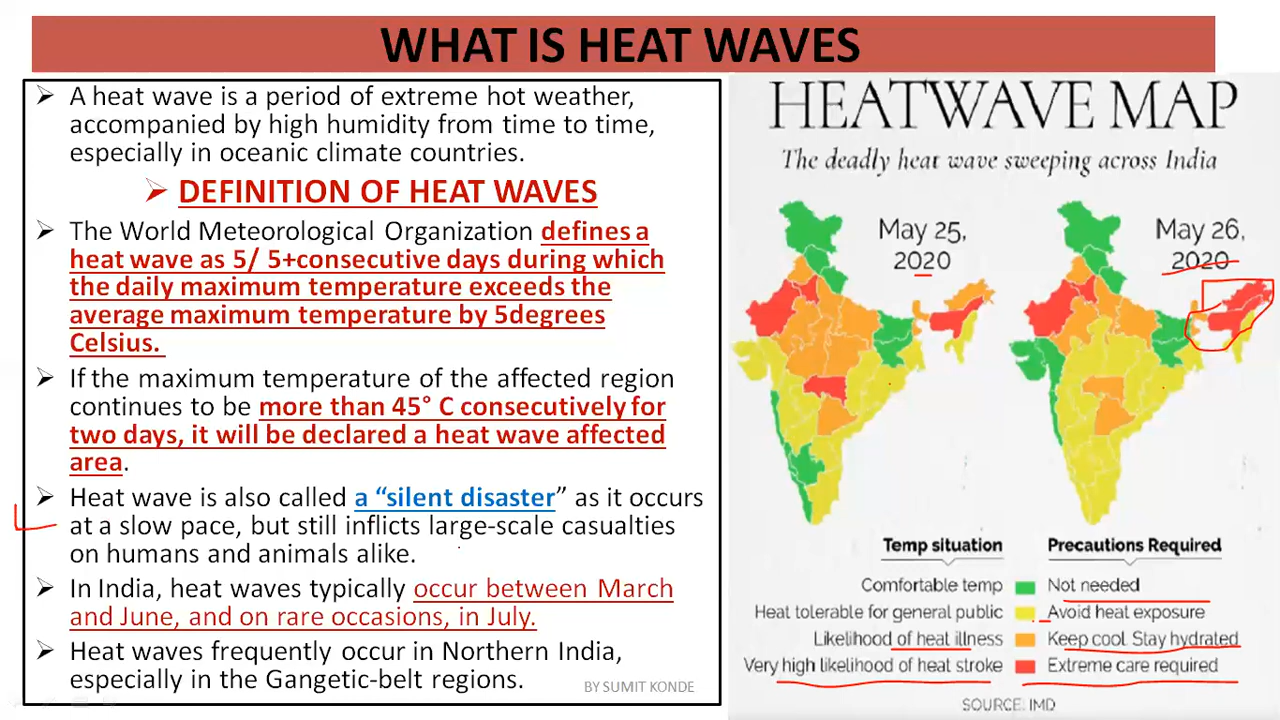 WHAT IS HEAT WAVES
A heat wave is a period of extreme hot weather,
accompanied by high humidity from time to time,
especially in oceanic climate countries.
DEFINITION OF HEAT WAVES
The World Meteorological Organization defines a
heat wave as 5/ 5+consecutive days during which
the daily maximum temperature exceeds the
average maximum temperature by 5degrees
Celsius.
If the maximum temperature of the affected region
continues to be more than 45° C consecutively for
two days, it will be declared a heat wave affected
area.
Heat wave is also called a “silent disaster” as it occurs
at a slow pace, but still inflicts large-scale casualties
on humans and animals alike.
In India, heat waves typically occur between March
and June, and on rare occasions, in July.
Heat waves frequently occur in Northern India,
especially in the Gangetic-belt regions.
BY SUMIT KONDE
HEATWAVE MAP
The deadly heat wave sweeping across India
May 25,
2020
May 26,
2020
Temp situation Precautions Required
Comfortable temp Not needed
Heat tolerable for general public Avoid heat exposure
Likelihood of heat illness Keep cool. Stay hydrated
Very high likelihood of heat stroke Extreme care required
SOURCE: IMD